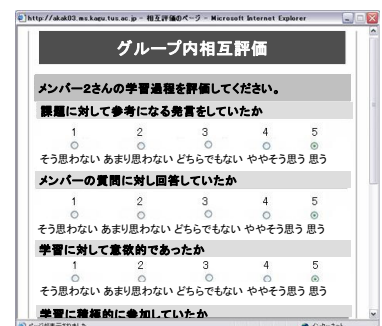 http://akak03.ms.kagu.tus.ac.jp - 相互評価のページ - Microsoft Internet Explorer
グループ内相互評価
メンバー2さんの学習過程を評価してください。
課題に対して参考になる発言をしていたか
1 2 3 4 5
そう思わない あまり思わない どちらでもない ややそう思う 思う
メンバーの質問に対し回答していたか
1 2 3 4 5
そう思わない あまり思わない どちらでもない ややそう思う 思う
学習に対して意欲的であったか
1 2 3 4 5
そう思わない あまり思わない どちらでもない ややそう思う 思う
学習に積極的に参加していたか
ページが表示されました
インターネット